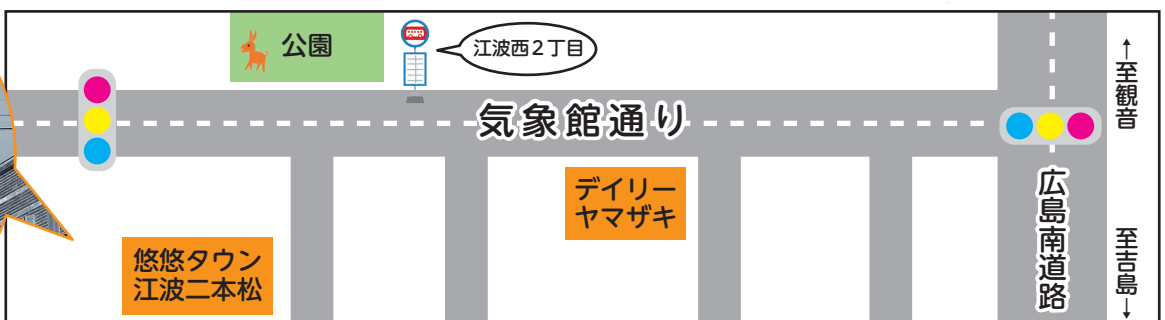 公園
江波西2丁目
気象館通り
デイリー
ヤマザキ
悠悠タウン
江波二本松
広島南道路
↑至観音
至吉島↓